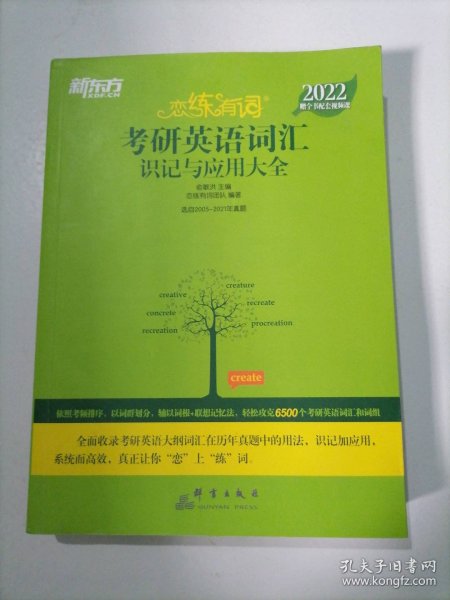 新东方
XDF.CN
恋练有词®
2022
赠全书配套视频课
考研英语词汇
识记与应用大全
俞敏洪 主编
恋练有词团队 编著
选自2005-2021年真题
creature
creative
recreate
concrete
procreation
recreation
create
依照考频排序，以词群划分，辅以词根+联想记忆法，轻松攻克6500个考研英语词汇和词组
全面收录考研英语大纲词汇在历年真题中的用法，识记加应用，
系统而高效，真正让你“恋”上“练”词。
群言出版社
QUNYAN PRESS
孔夫子旧书网
www.kongfz.com